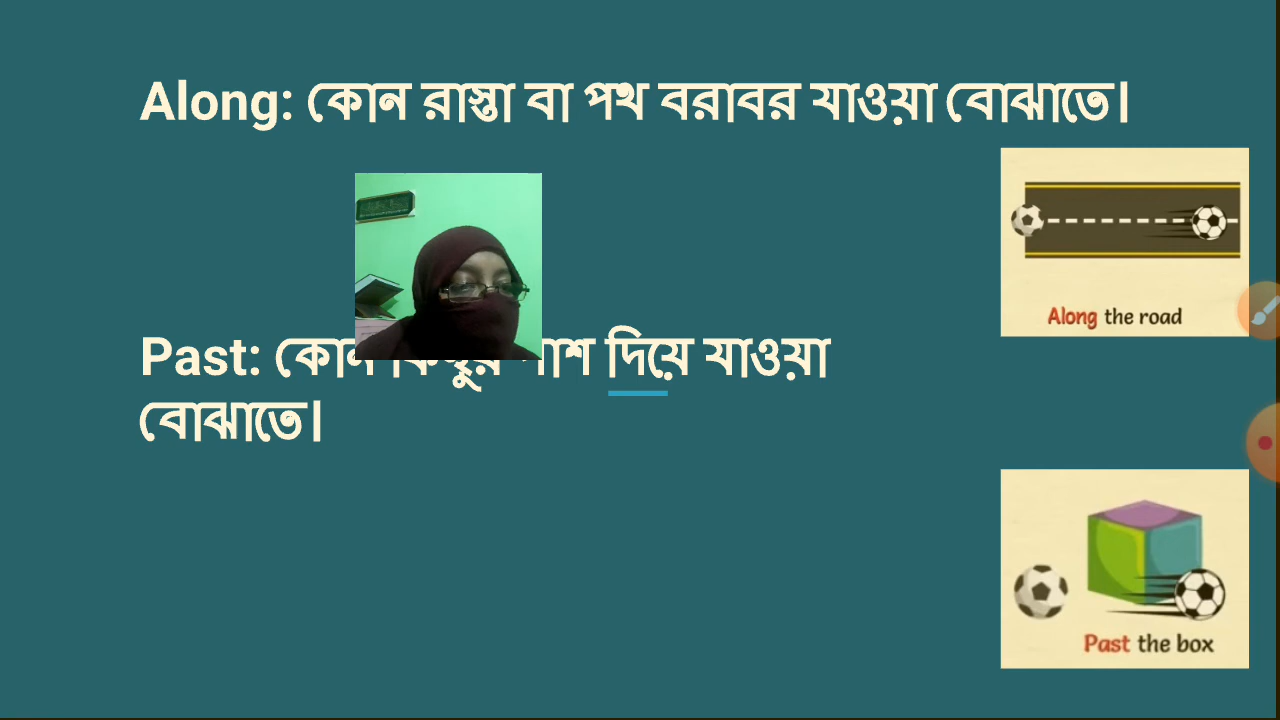 Along: কোন রাস্তা বা পথ বরাবর যাওয়া বোঝাতে।
Along the road
Past: কোন দিয়ে যাওয়া
বোঝাতে।
Past the box